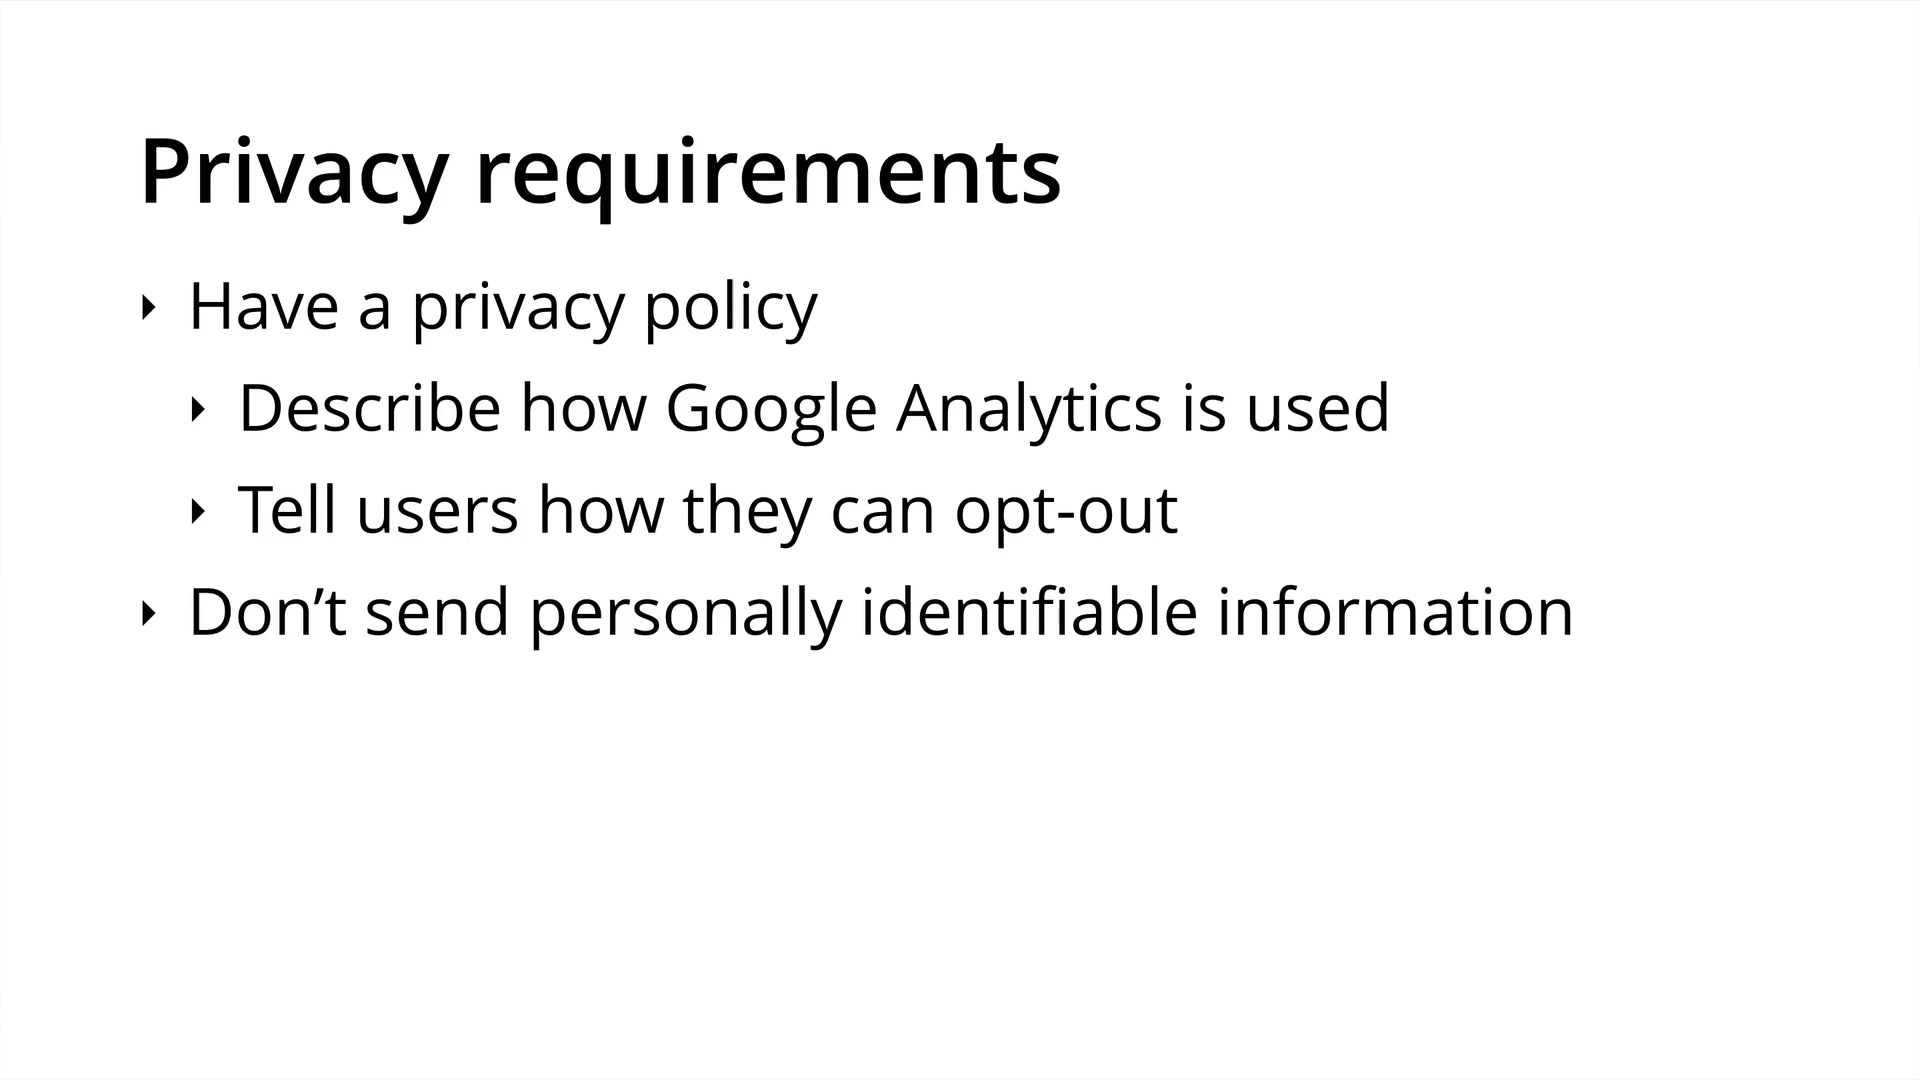 Privacy requirements
‣ Have a privacy policy
‣ Describe how Google Analytics is used
‣ Tell users how they can opt-out
‣ Don’t send personally identifiable information